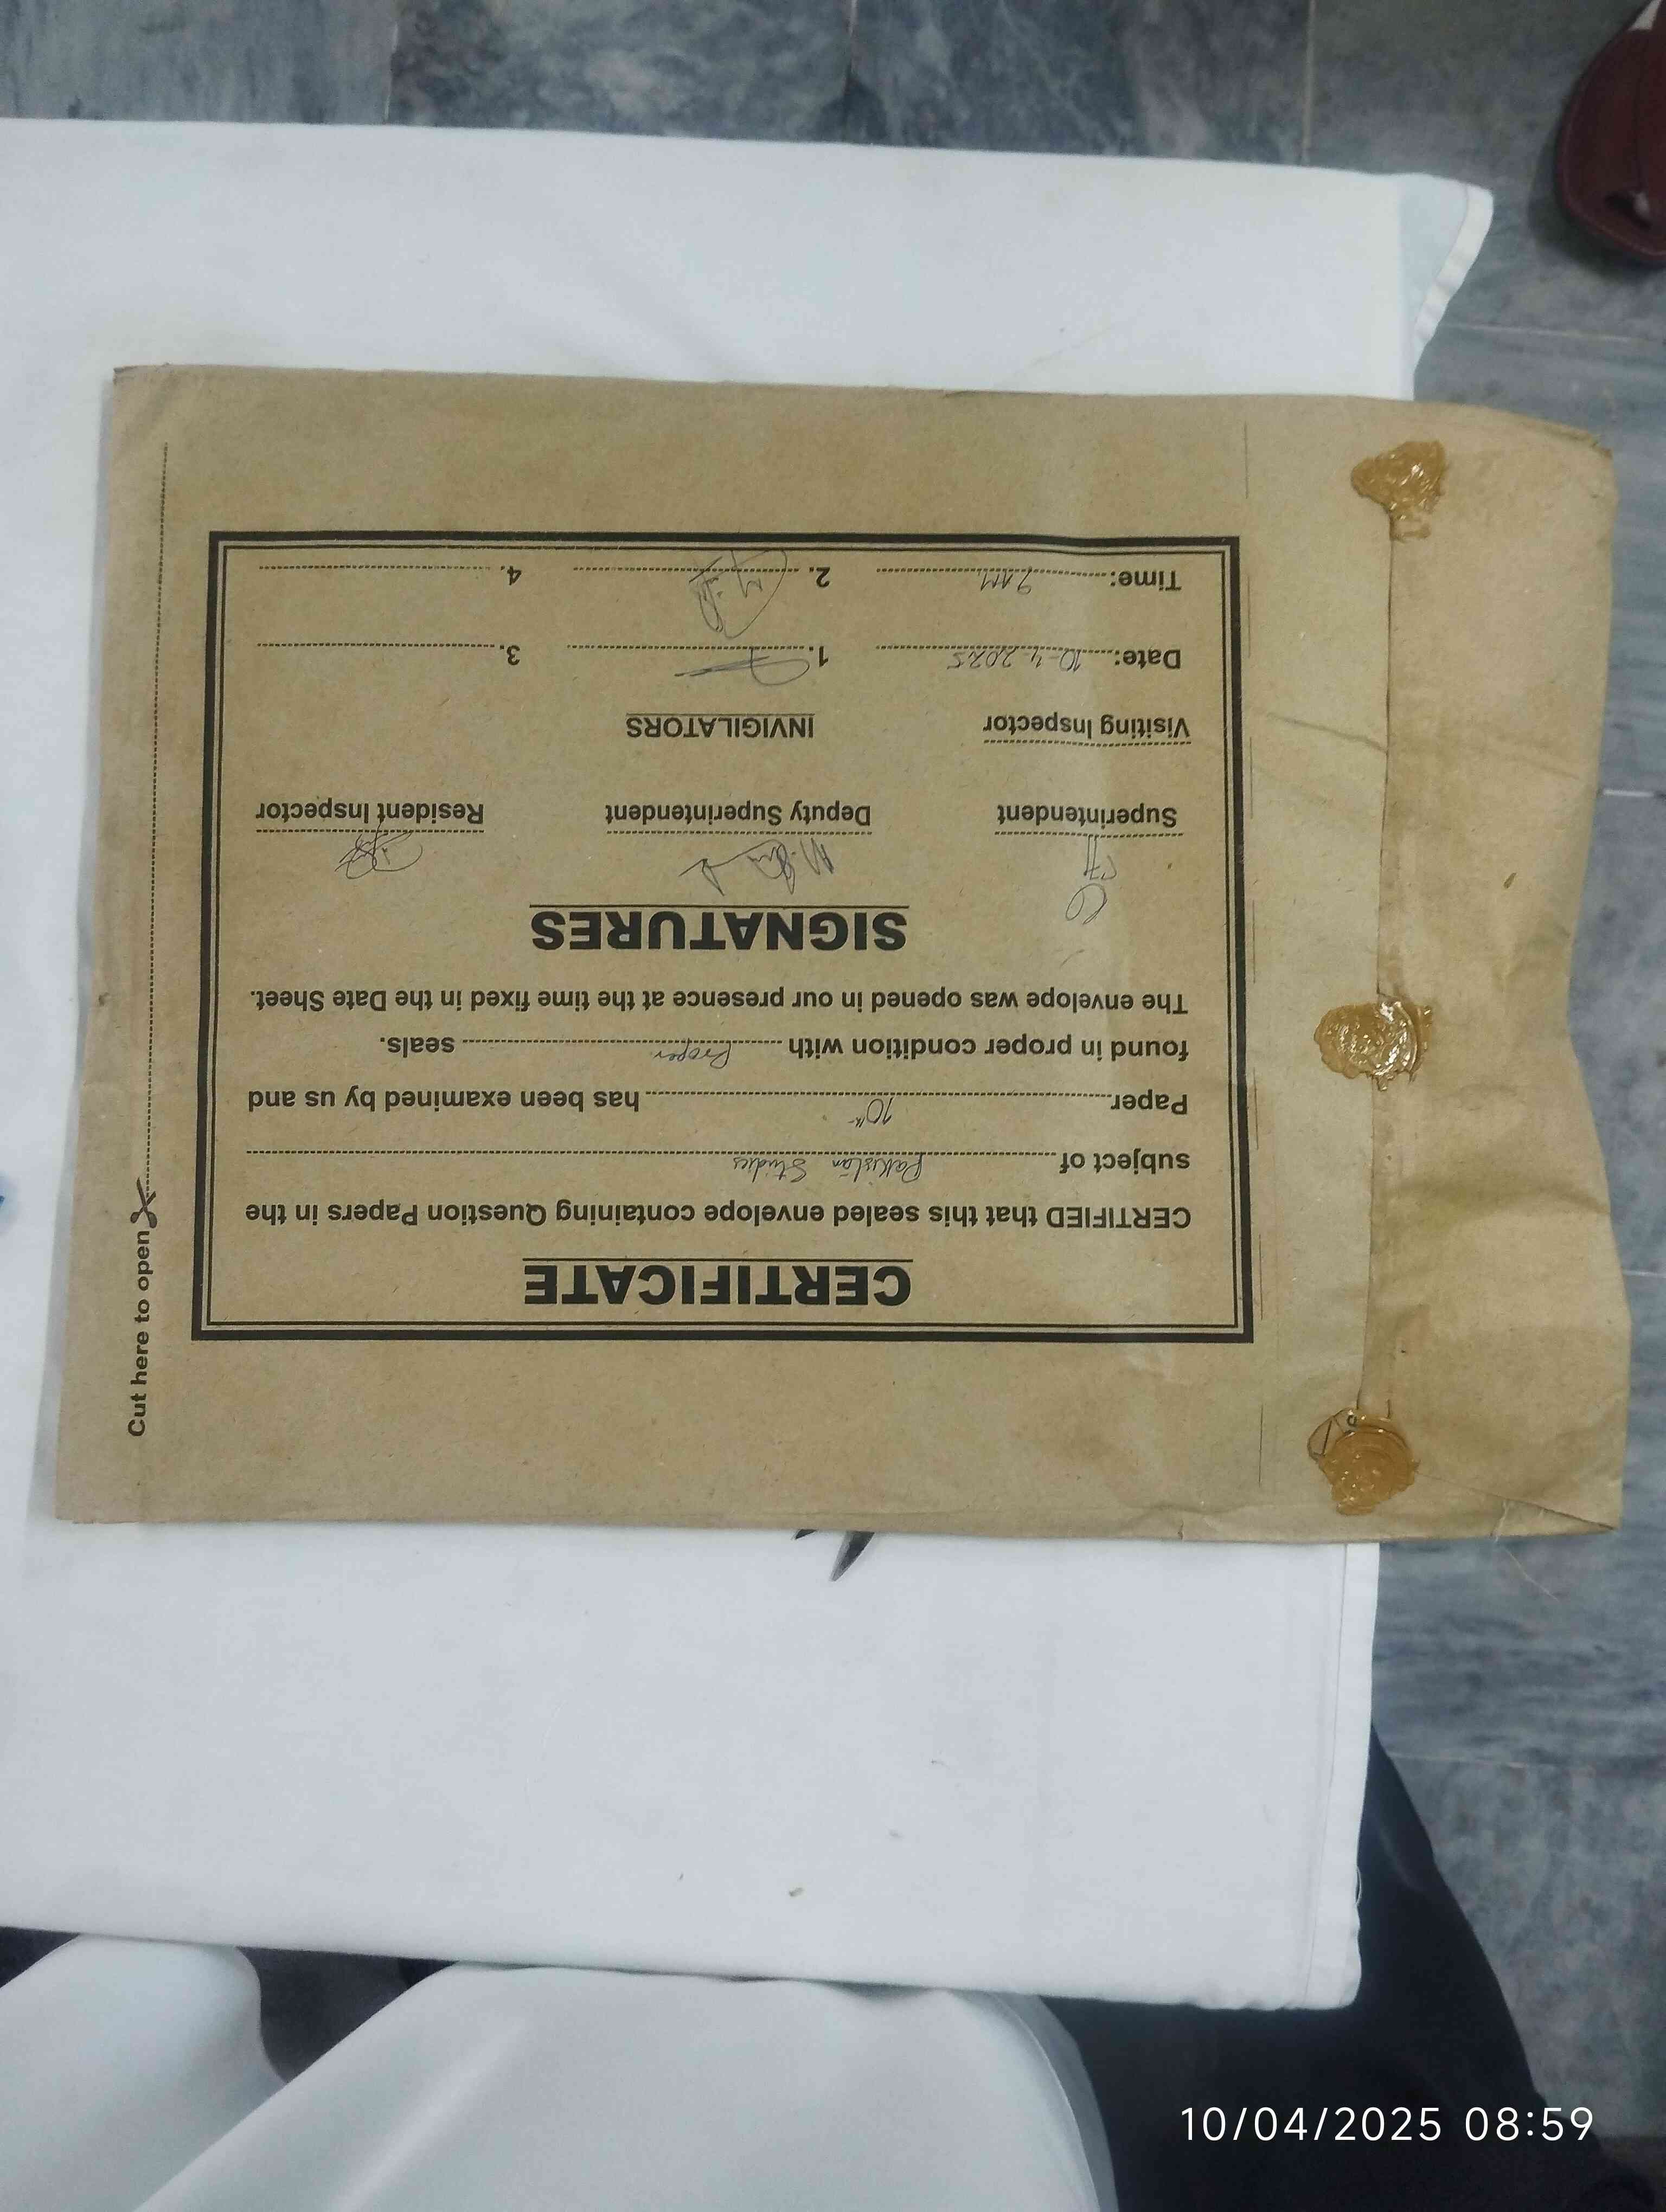 CERTIFICATE
CERTIFIED that this sealed envelope containing Question Papers in the
subject of Pakistan Studies
Paper 10th has been examined by us and
found in proper condition with Proper seals.
The envelope was opened in our presence at the time fixed in the Date Sheet.
SIGNATURES
Superintendent Deputy Superintendent Resident Inspector
Visiting Inspector INVIGILATORS
Date: 10-4-2025 1. 3.
Time: 9 AM 2. 4.
Cut here to open
10/04/2025 08:59